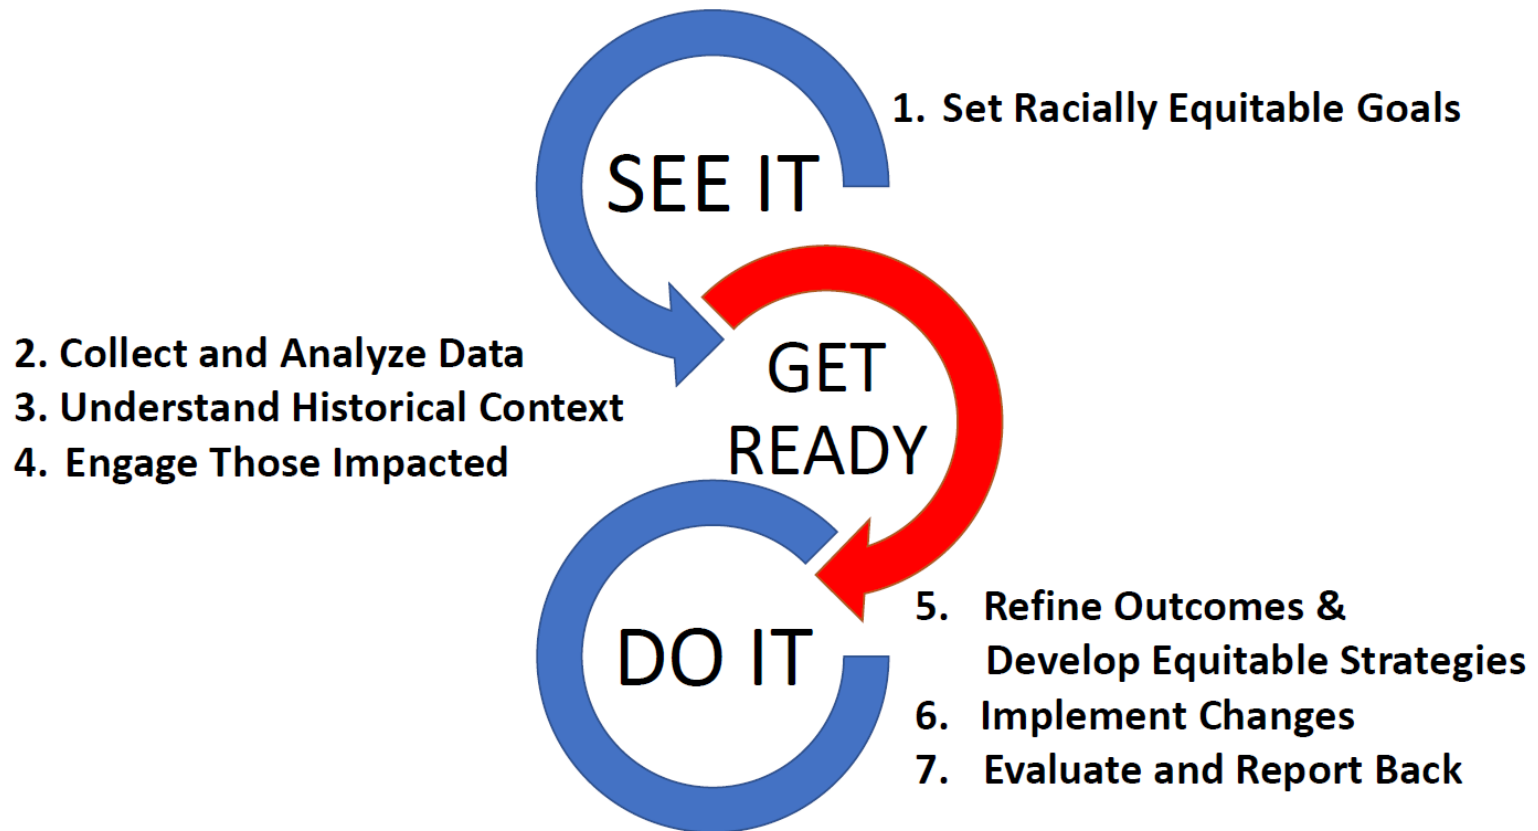 1. Set Racially Equitable Goals
SEE IT
2. Collect and Analyze Data
3. Understand Historical Context
4. Engage Those Impacted
GET
READY
DO IT
5. Refine Outcomes &
Develop Equitable Strategies
6. Implement Changes
7. Evaluate and Report Back